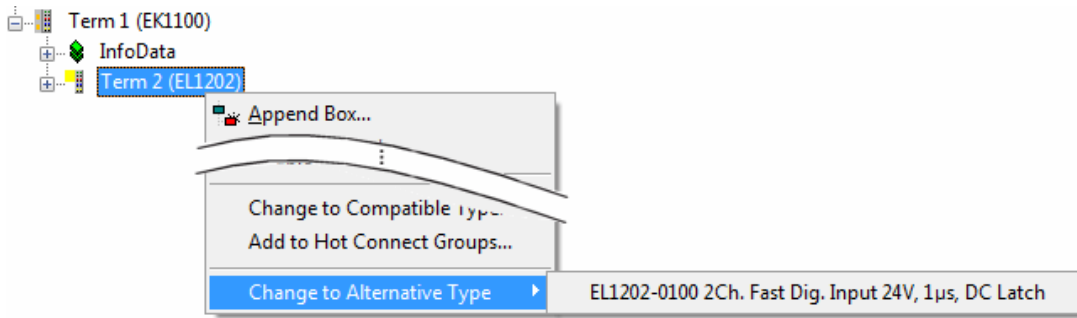 Term 1 (EK1100)
InfoData
Term 2 (EL1202)
Append Box...
Change to Compatible
Add to Hot Connect Groups...
Change to Alternative Type
EL1202-0100 2Ch. Fast Dig. Input 24V, 1µs, DC Latch